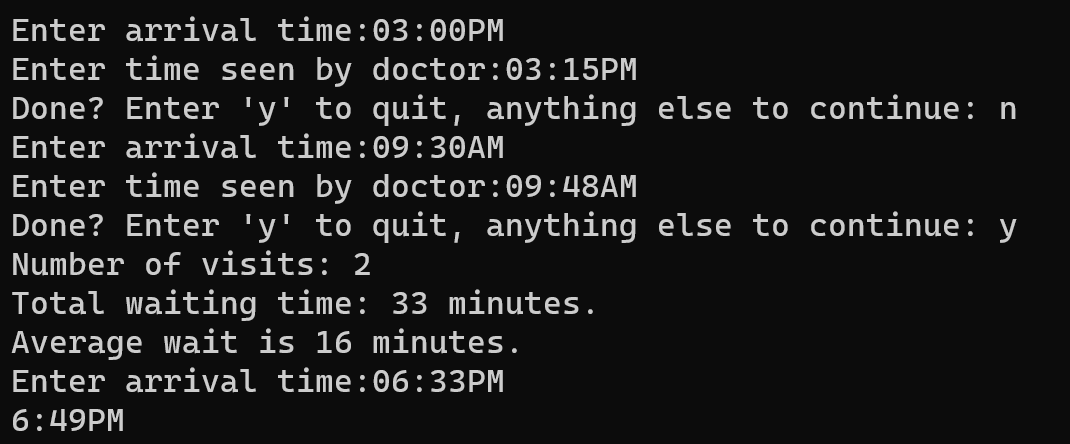 Enter arrival time:03:00PM
Enter time seen by doctor:03:15PM
Done? Enter 'y' to quit, anything else to continue: n
Enter arrival time:09:30AM
Enter time seen by doctor:09:48AM
Done? Enter 'y' to quit, anything else to continue: y
Number of visits: 2
Total waiting time: 33 minutes.
Average wait is 16 minutes.
Enter arrival time:06:33PM
6:49PM